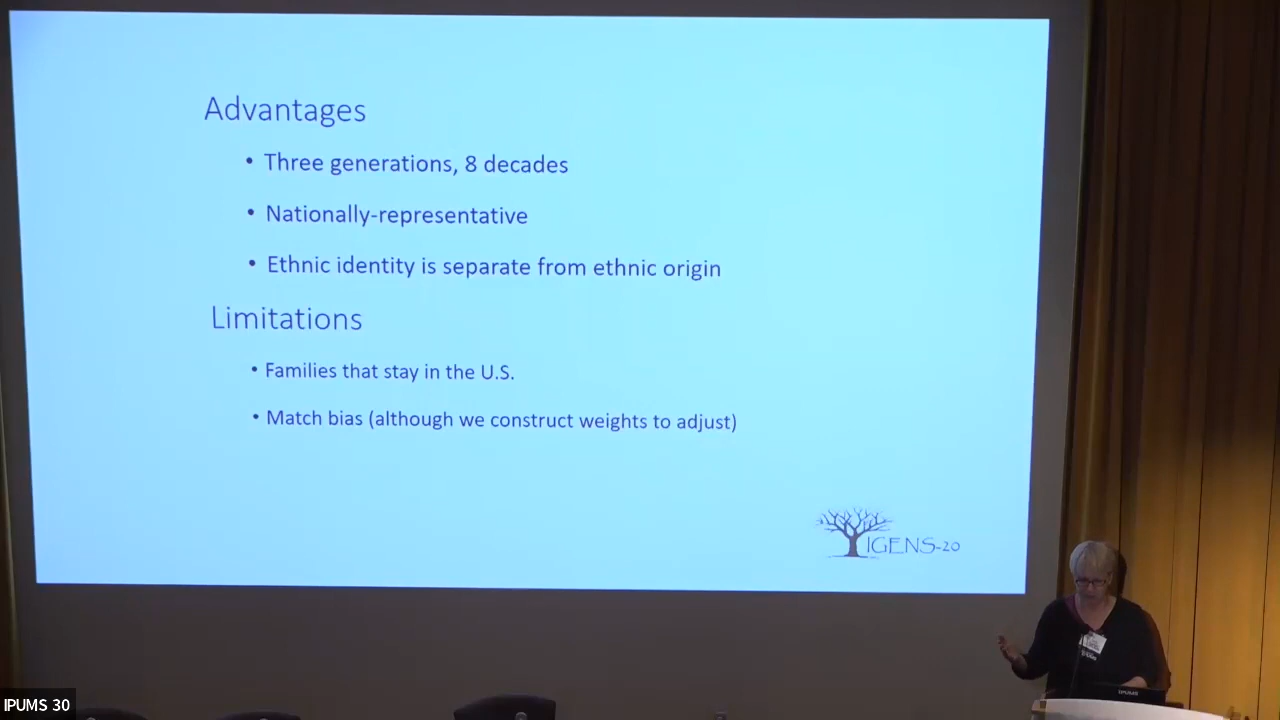 Advantages
• Three generations, 8 decades
• Nationally-representative
• Ethnic identity is separate from ethnic origin
Limitations
• Families that stay in the U.S.
• Match bias (although we construct weights to adjust)
IGENS-20
IPUMS
IPUMS 30